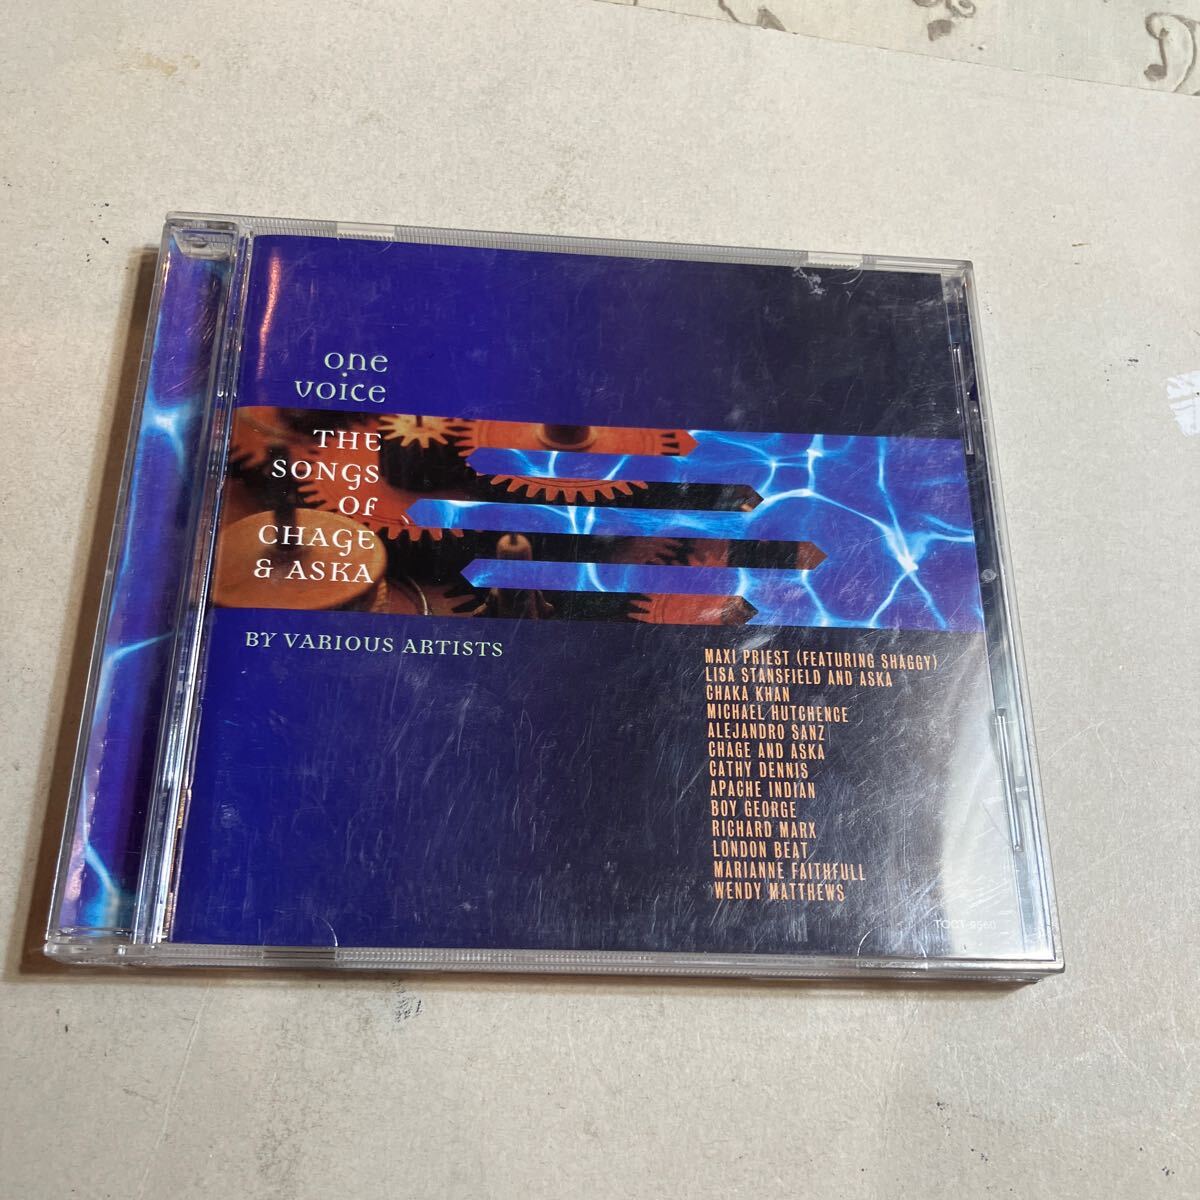 one
voice
THE
SONGS
OF
CHAGE
& ASKA
BY VARIOUS ARTISTS
MAXI PRIEST (FEATURING SHAGGY)
LISA STANSFIELD AND ASKA
CHAKA KHAN
MICHAEL HUTCHENCE
ALEJANDRO SANZ
CHAGE AND ASKA
CATHY DENNIS
APACHE INDIAN
BOY GEORGE
RICHARD MARX
LONDON BEAT
MARIANNE FAITHFULL
WENDY MATTHEWS
TOCT-9560